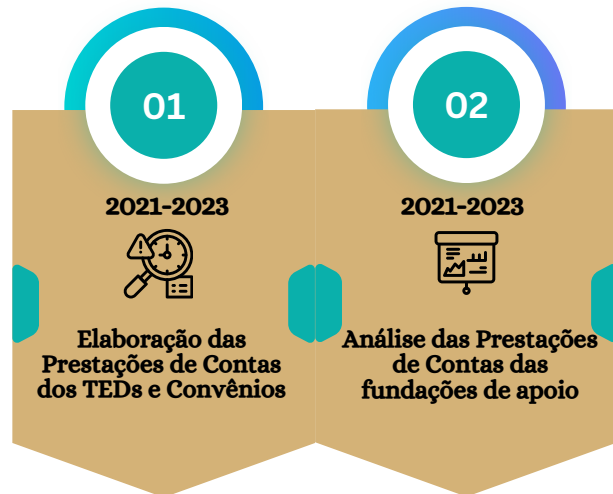 01
2021-2023
Elaboração das
Prestações de Contas
dos TEDs e Convênios
02
2021-2023
Análise das Prestações
de Contas das
fundações de apoio